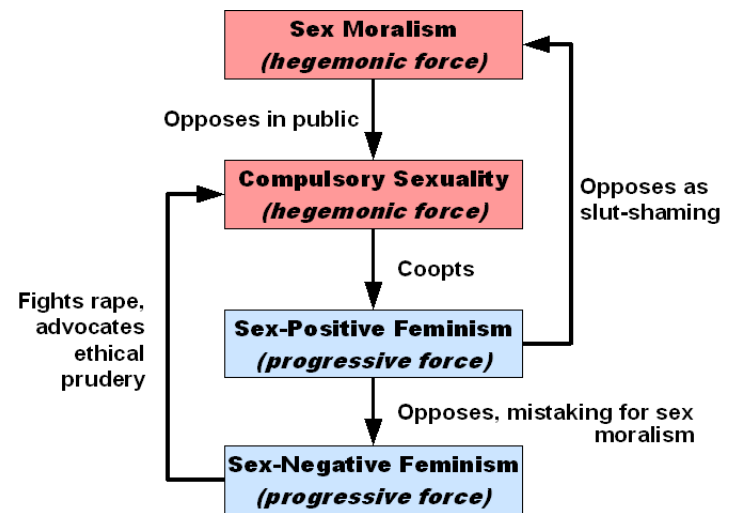 Sex Moralism
(hegemonic force)
Opposes in public
Compulsory Sexuality
(hegemonic force)
Opposes as
slut-shaming
Coopts
Fights rape,
advocates
ethical
prudery
Sex-Positive Feminism
(progressive force)
Opposes, mistaking for sex
moralism
Sex-Negative Feminism
(progressive force)